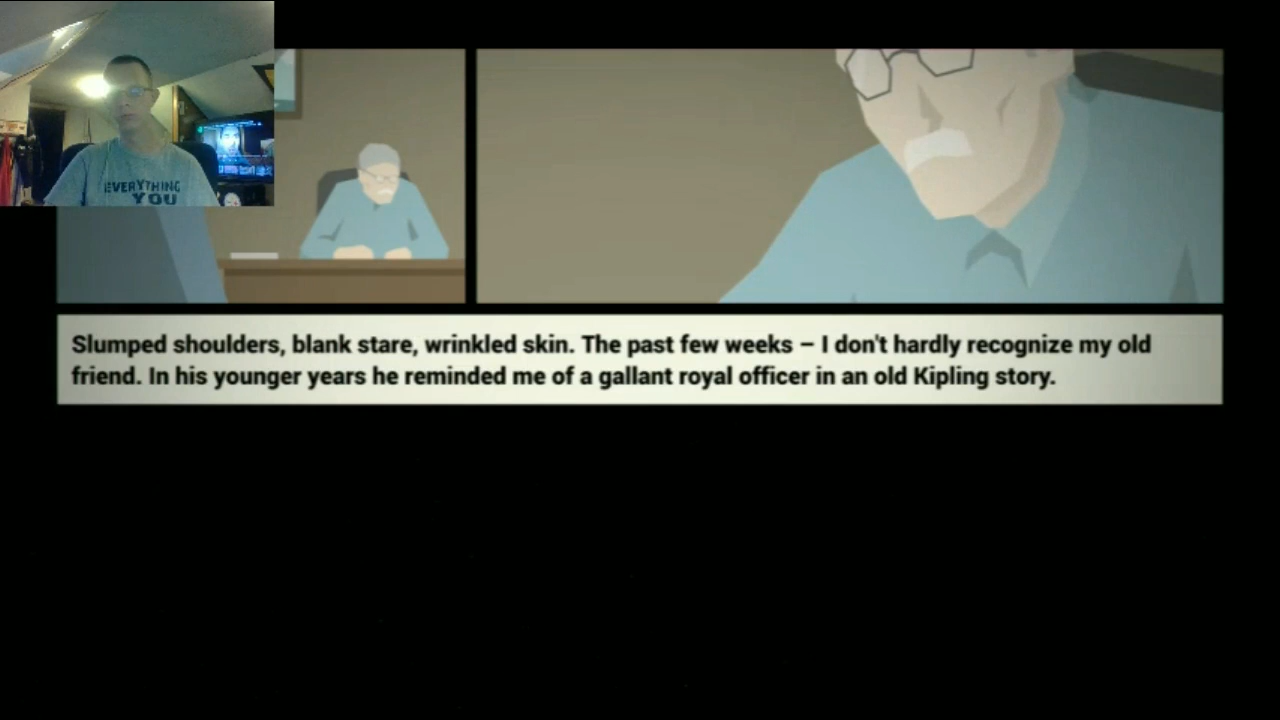 EVERYTHING
YOU
Slumped shoulders, blank stare, wrinkled skin. The past few weeks – I don't hardly recognize my old
friend. In his younger years he reminded me of a gallant royal officer in an old Kipling story.